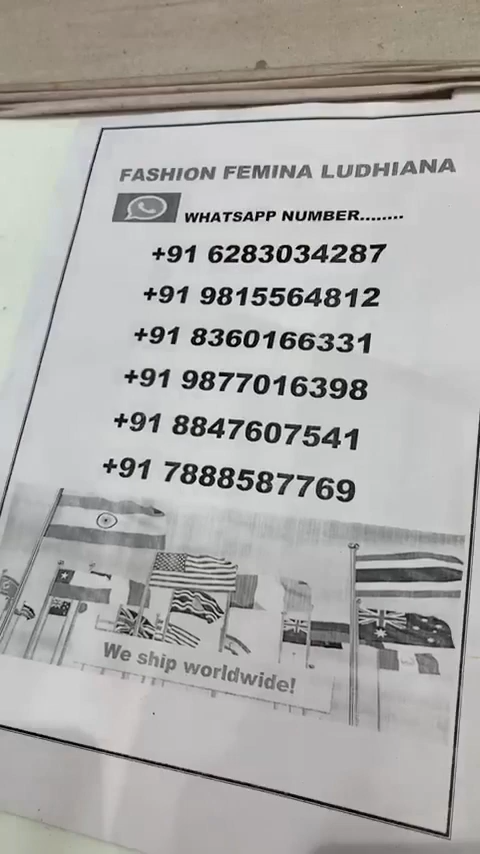 FASHION FEMINA LUDHIANA
WHATSAPP NUMBER........
+91 6283034287
+91 9815564812
+91 8360166331
+91 9877016398
+91 8847607541
+91 7888587769
We ship worldwide!